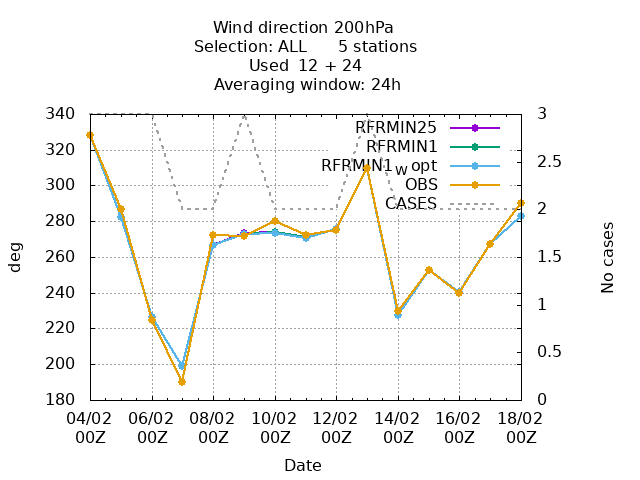 Wind direction 200hPa
Selection: ALL 5 stations
Used 12 + 24
Averaging window: 24h
340 3
RFRMIN25
RFRMIN1
320 2.5
RFRMIN1w opt
300 OBS
CASES 2
280
260 1.5
240 1
220
200 0.5
180 0
04/02 06/02 08/02 10/02 12/02 14/02 16/02 18/02
00Z 00Z 00Z 00Z 00Z 00Z 00Z 00Z
deg
No cases
Date